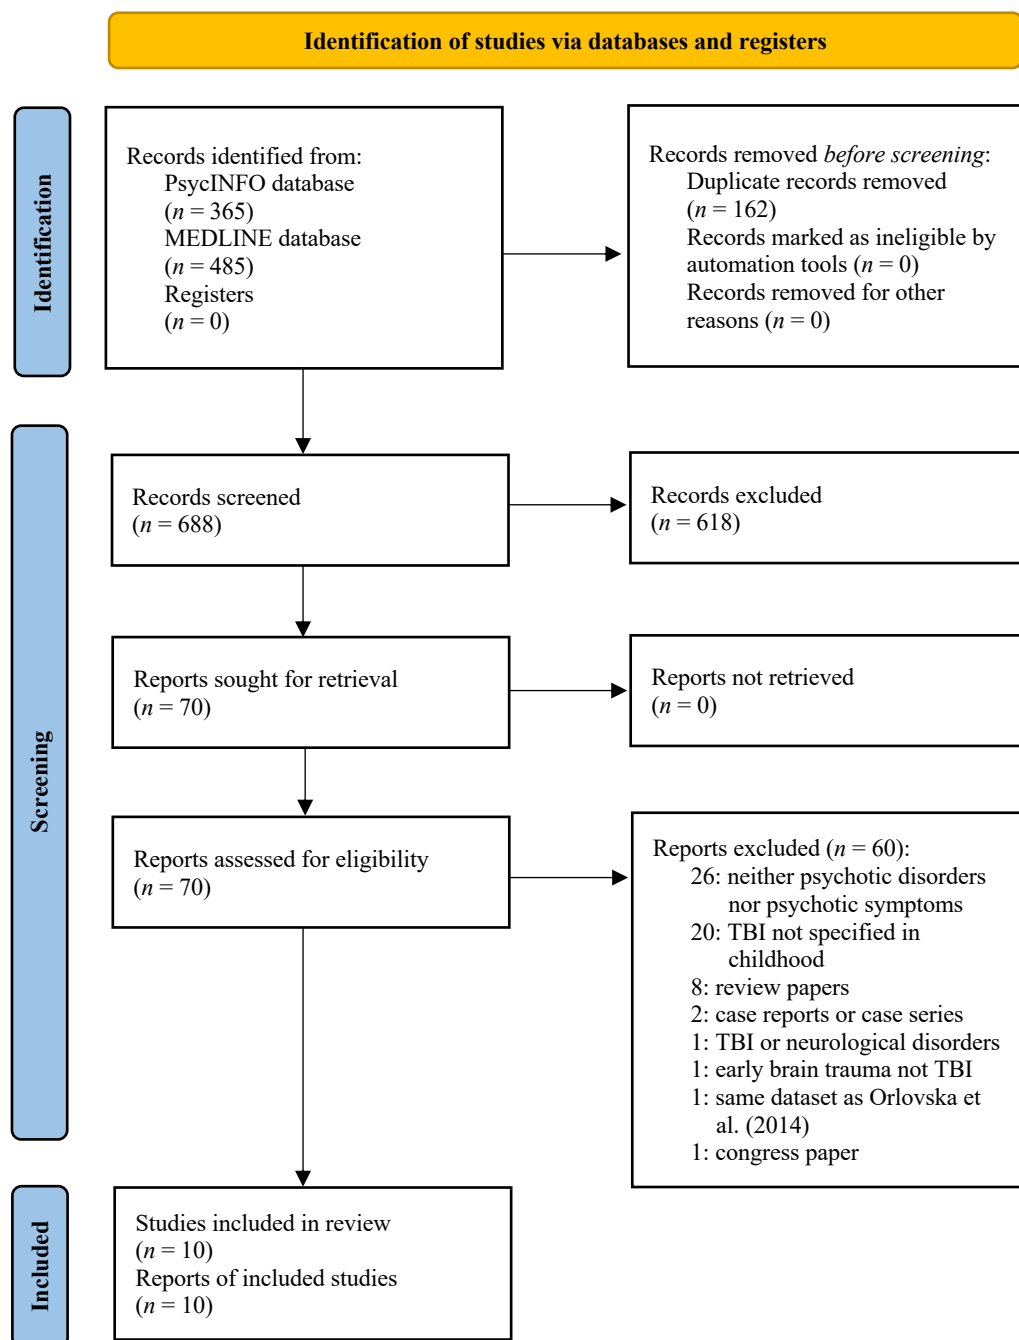 Identification of studies via databases and registers
Identification
Records identified from:
PsycINFO database
(n = 365)
MEDLINE database
(n = 485)
Registers
(n = 0)
Records removed before screening:
Duplicate records removed
(n = 162)
Records marked as ineligible by
automation tools (n = 0)
Records removed for other
reasons (n = 0)
Screening
Records screened
(n = 688)
Records excluded
(n = 618)
Reports sought for retrieval
(n = 70)
Reports not retrieved
(n = 0)
Reports assessed for eligibility
(n = 70)
Reports excluded (n = 60):
26: neither psychotic disorders
nor psychotic symptoms
20: TBI not specified in
childhood
8: review papers
2: case reports or case series
1: TBI or neurological disorders
1: early brain trauma not TBI
1: same dataset as Orlovska et
al. (2014)
1: congress paper
Included
Studies included in review
(n = 10)
Reports of included studies
(n = 10)